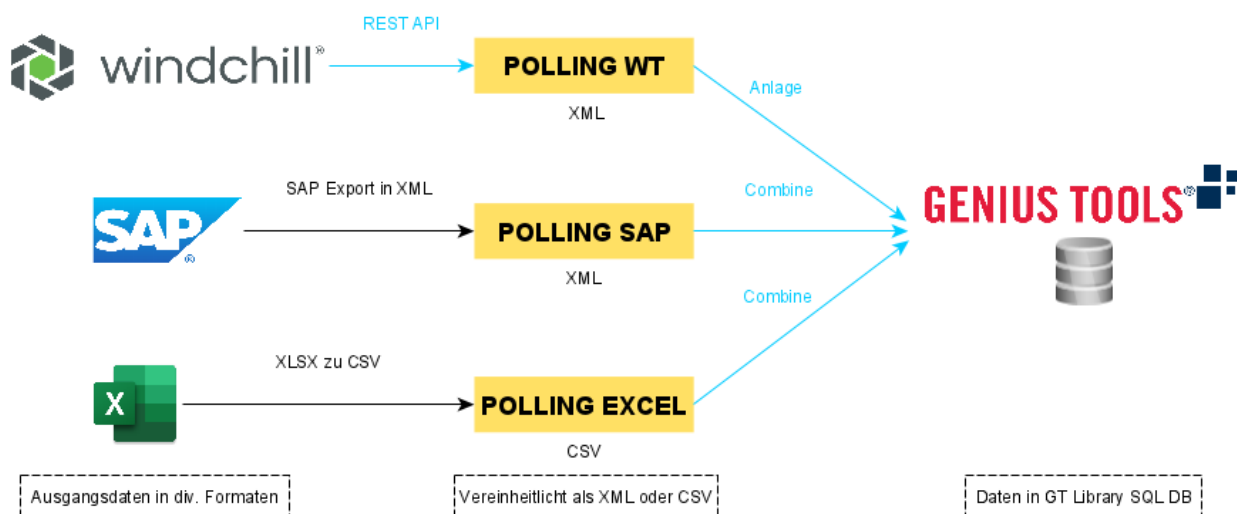 REST API
windchill®
POLLING WT
XML
Anlage
SAP Export in XML
SAP®
POLLING SAP
XML
Combine
GENIUS TOOLS®
XLSX zu CSV
X
POLLING EXCEL
CSV
Combine
Ausgangsdaten in div. Formaten
Vereinheitlicht als XML oder CSV
Daten in GT Library SQL DB